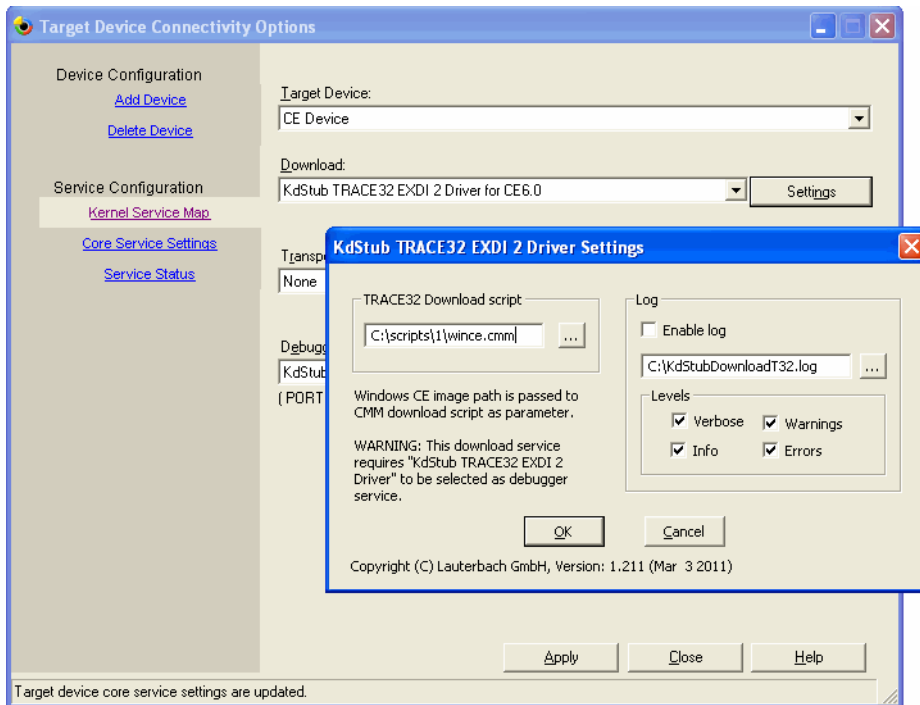 Target Device Connectivity Options
Device Configuration
Add Device
Delete Device
Service Configuration
Kernel Service Map
Core Service Settings
Service Status
Target Device:
CE Device
Download:
KdStub TRACE32 EXDI 2 Driver for CE6.0
Settings
Transp
None
Debugg
KdStub
( PORT
KdStub TRACE32 EXDI 2 Driver Settings
TRACE32 Download script
C:\scripts\1\wince.cmm
...
Windows CE image path is passed to
CMM download script as parameter.
WARNING: This download service
requires "KdStub TRACE32 EXDI 2
Driver" to be selected as debugger
service.
Log
Enable log
C:\KdStubDownloadT32.log
...
Levels
Verbose
Warnings
Info
Errors
OK
Cancel
Copyright (C) Lauterbach GmbH, Version: 1.211 (Mar 3 2011)
Apply
Close
Help
Target device core service settings are updated.